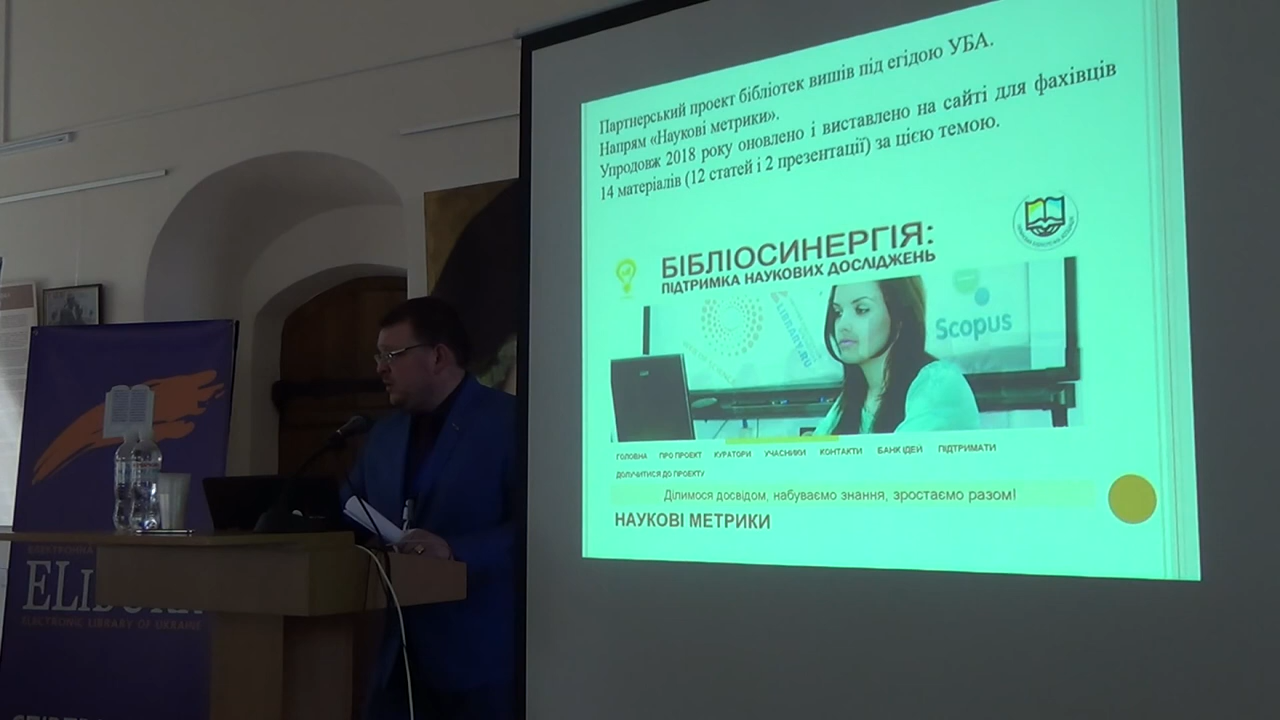 Партнерський проект бібліотек вишів під егідою УБА.
Напрям «Наукові метрики».
Упродовж 2018 року оновлено і виставлено на сайті для фахівців
14 матеріалів (12 статей і 2 презентації) за цією темою.
БІБЛІОСИНЕРГІЯ:
ПІДТРИМКА НАУКОВИХ ДОСЛІДЖЕНЬ
LIBRARY.RU
Scopus
ГОЛОВНА ПРО ПРОЕКТ КУРАТОРИ УЧАСНИКИ КОНТАКТИ БАНК ІДЕЙ ПІДТРИМАТИ
ДОЛУЧИТИСЯ ДО ПРОЕКТУ
Ділимося досвідом, набуваємо знання, зростаємо разом!
НАУКОВІ МЕТРИКИ
ELECTRONIC LIBRARY OF UKRAINE